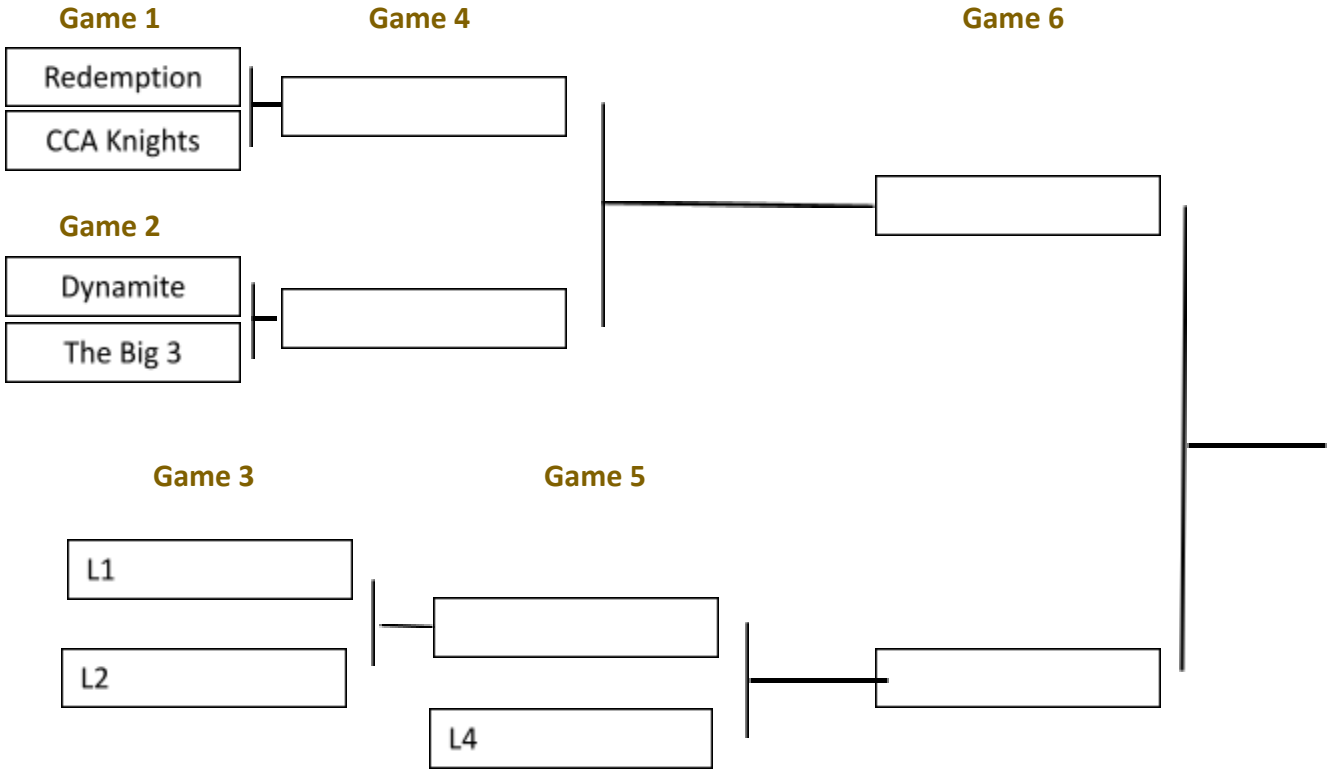 Game 1
Game 4
Game 6
Redemption
CCA Knights
Game 2
Dynamite
The Big 3
Game 3
Game 5
L1
L2
L4